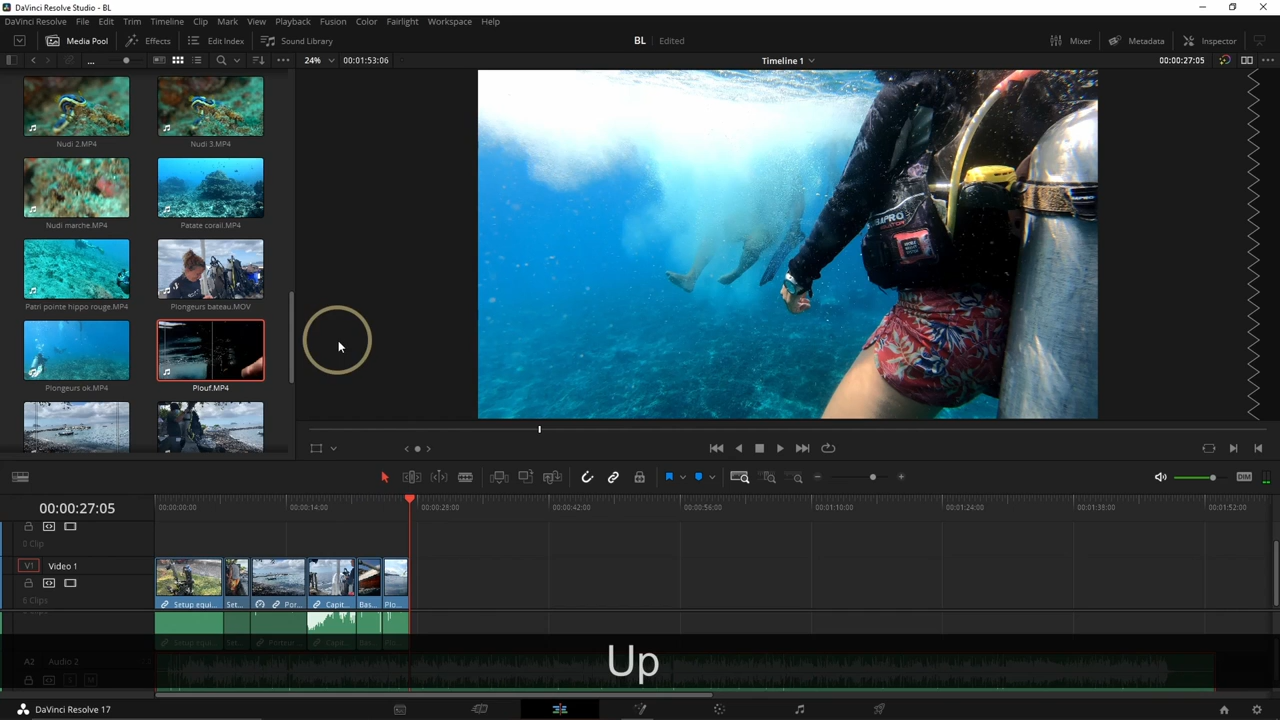 DaVinci Resolve Studio - BL
DaVinci Resolve File Edit Trim Timeline Clip Mark View Playback Fusion Color Fairlight Workspace Help
Media Pool Effects Edit Index Sound Library BL Edited Mixer Metadata Inspector
... 24% 00:01:53:06 Timeline 1 00:00:27:05
Nudi 2.MP4 Nudi 3.MP4
Nudi marche.MP4 Patate corail.MP4
Patri pointe hippo rouge.MP4 Plongeurs bateau.MOV
Plongeurs ok.MP4 Plouf.MP4
DIM
00:00:27:05 00:00:00:00 00:00:14:00 00:00:28:00 00:00:42:00 00:00:56:00 00:01:10:00 00:01:24:00 00:01:38:00 00:01:52:00
0 Clip
V1 Video 1
6 Clips Setup equi... Set... Por... Capit... Bas... Plo...
Up
A2 Audio 2
S M
DaVinci Resolve 17